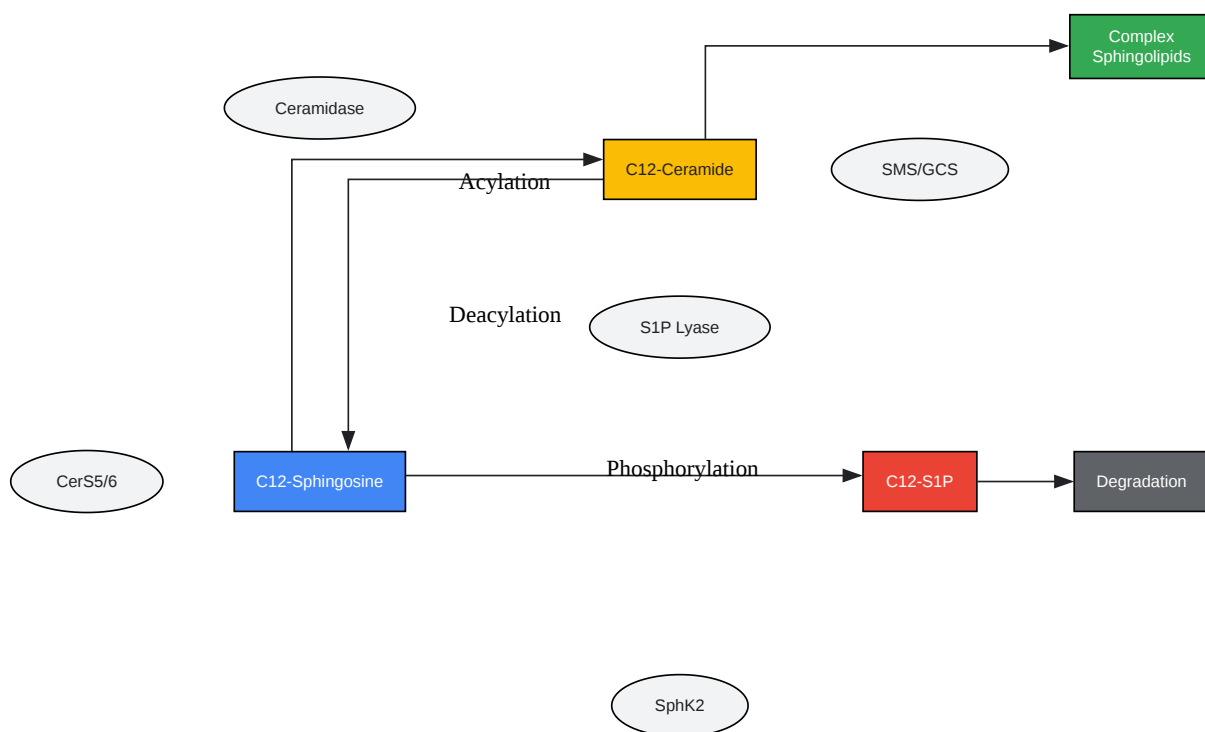 Complex
Sphingolipids
Ceramidase
C12-Ceramide
SMS/GCS
Acylation
Deacylation
S1P Lyase
Phosphorylation
CerS5/6
C12-Sphingosine
C12-S1P
Degradation
SphK2